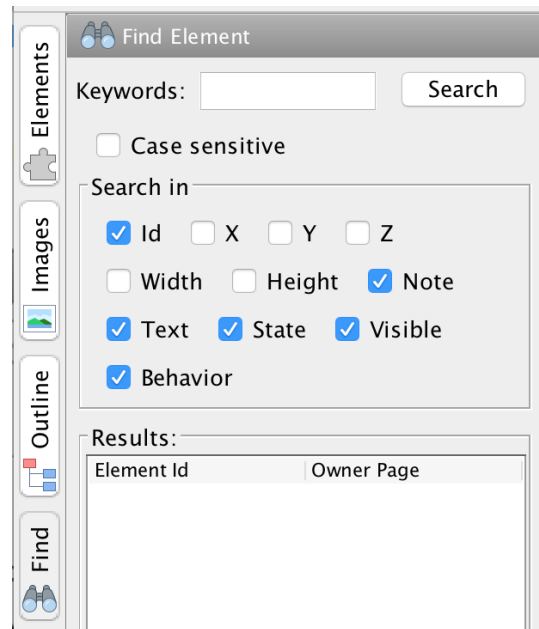 Find Element
Keywords: Search
Case sensitive
Search in
Id X Y Z
Width Height Note
Text State Visible
Behavior
Results:
Element Id Owner Page
Elements
Images
Outline
Find